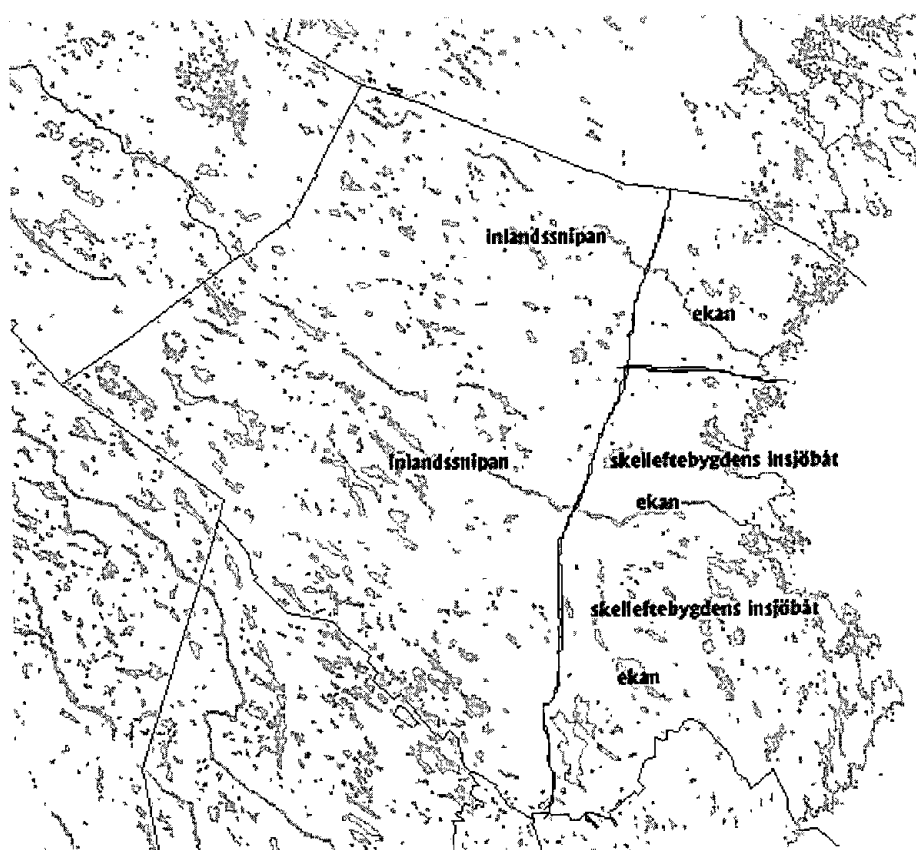 inlandssnipan
ekan
inlandssnipan
skelleftebygdens insjöbåt
ekan
skelleftebygdens insjöbåt
ekan